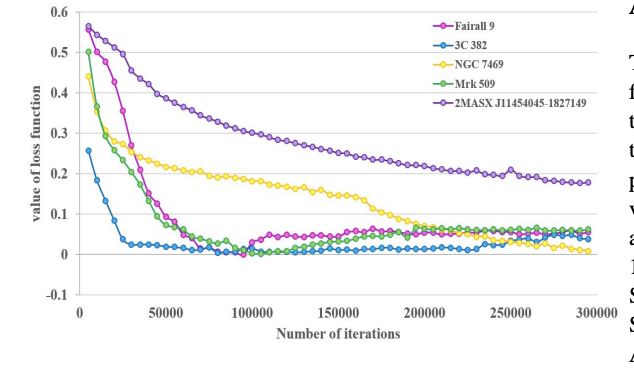 0.6
0.5
0.4
0.3
0.2
0.1
0
-0.1
value of loss function
Fairall 9
3C 382
NGC 7469
Mrk 509
2MASX J11454045-1827149
0 50000 100000 150000 200000 250000 300000
Number of iterations